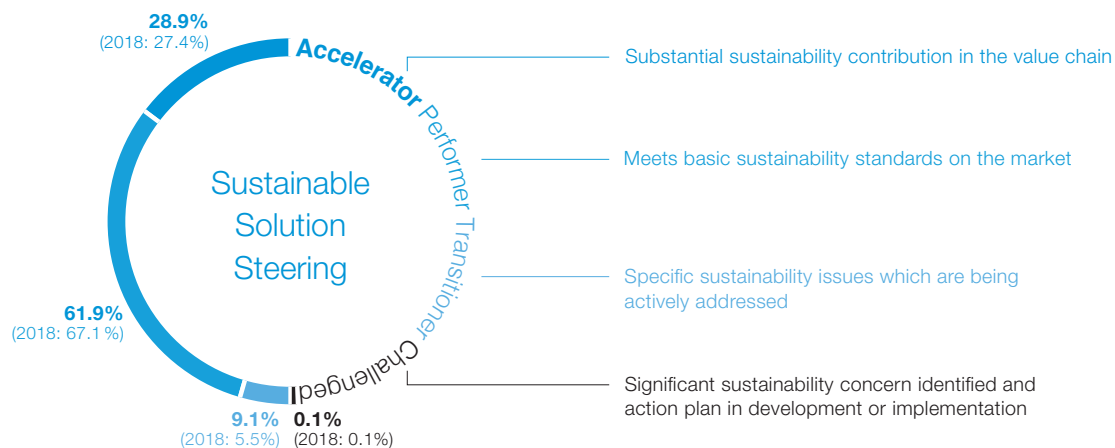 28.9%
(2018: 27.4%)
Accelerator
Substantial sustainability contribution in the value chain
Performer
Meets basic sustainability standards on the market
Sustainable
Solution
Steering
Transitioner
Specific sustainability issues which are being
actively addressed
61.9%
(2018: 67.1%)
Challenged
Significant sustainability concern identified and
action plan in development or implementation
9.1%
(2018: 5.5%)
0.1%
(2018: 0.1%)